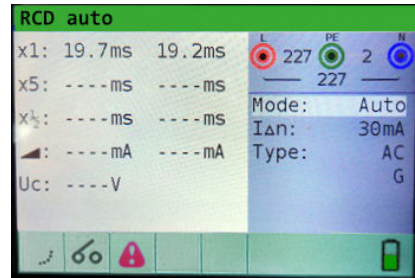 RCD auto
x1: 19.7ms 19.2ms
x5: ----ms ----ms
x½: ----ms ----ms
◢: ----mA ----mA
Uc: ----V
L PE N
227 2
227
Mode: Auto
I∆n: 30mA
Type: AC
G